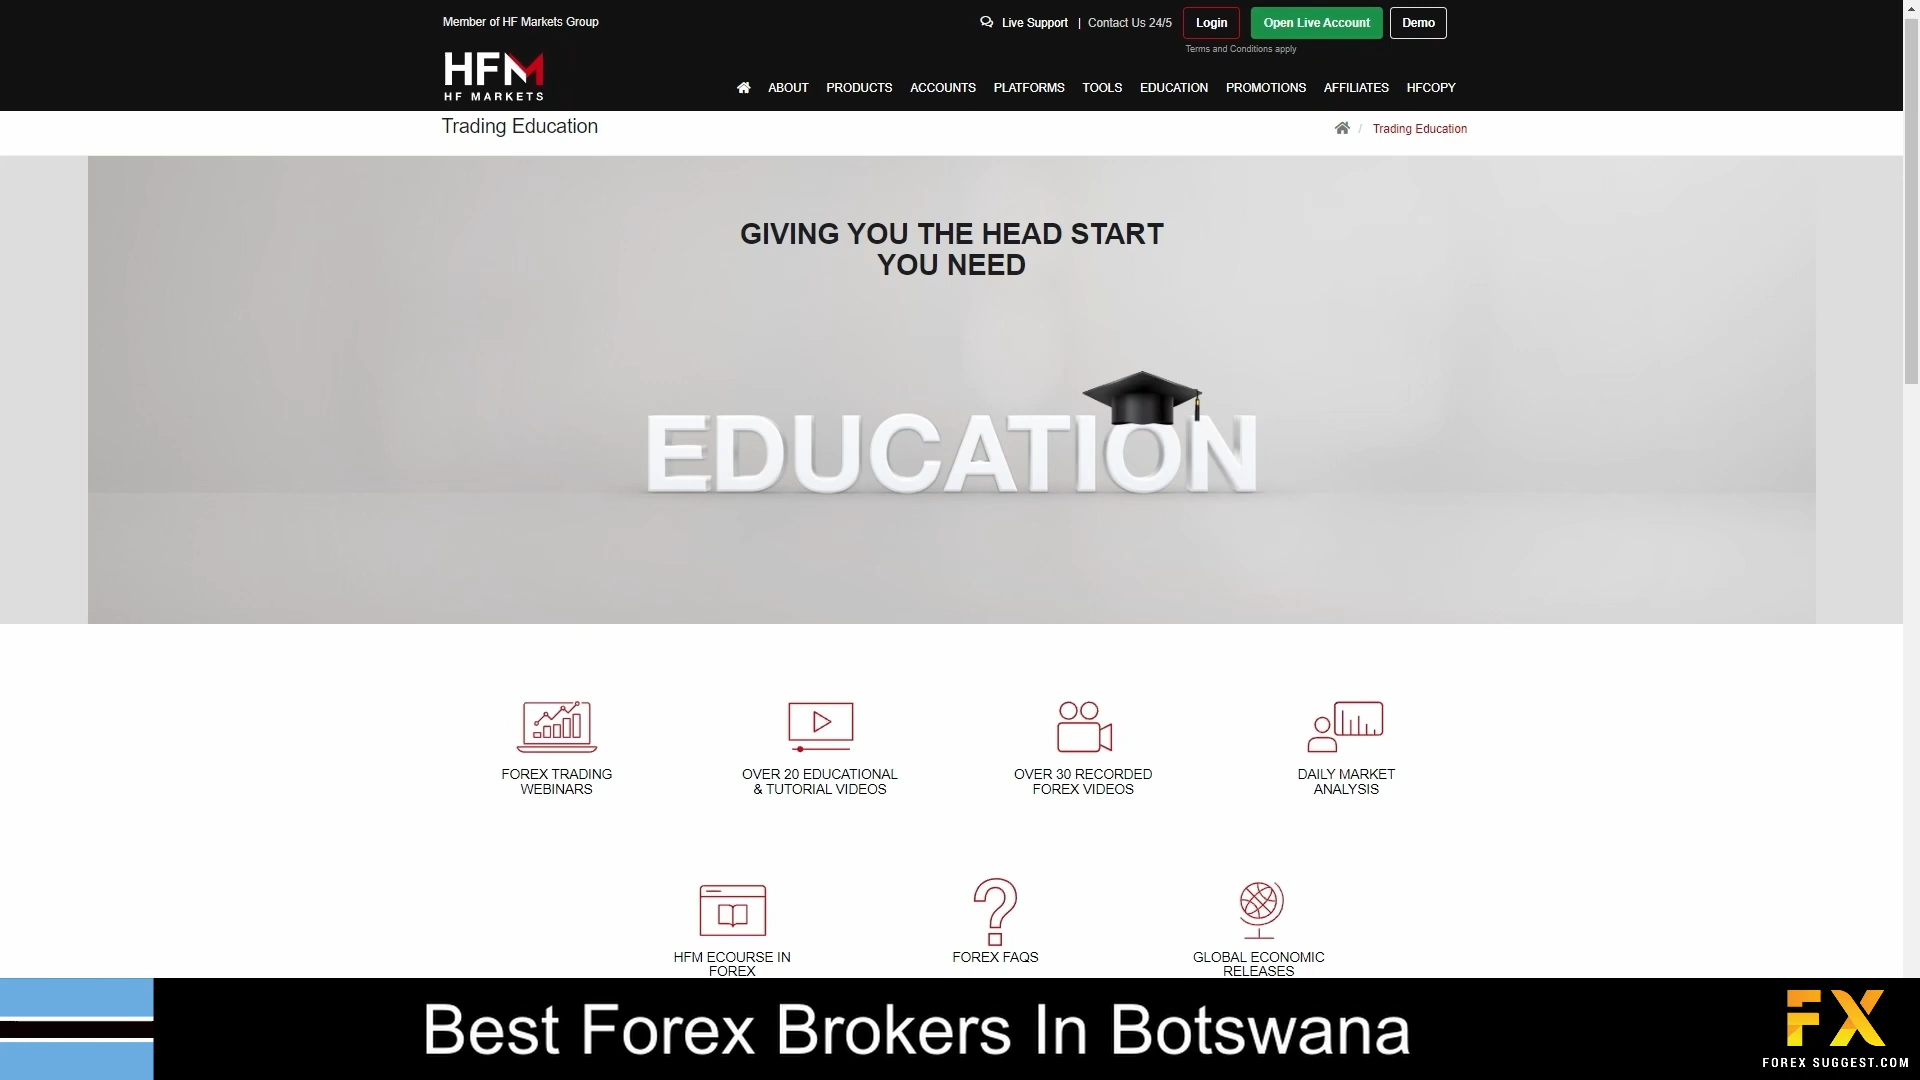 Member of HF Markets Group
Live Support | Contact Us 24/5 Login Open Live Account Demo
Terms and Conditions apply
HFM
HF MARKETS
ABOUT PRODUCTS ACCOUNTS PLATFORMS TOOLS EDUCATION PROMOTIONS AFFILIATES HFCOPY
Trading Education
/ Trading Education
GIVING YOU THE HEAD START
YOU NEED
EDUCATION
FOREX TRADING
WEBINARS
OVER 20 EDUCATIONAL
& TUTORIAL VIDEOS
OVER 30 RECORDED
FOREX VIDEOS
DAILY MARKET
ANALYSIS
HFM ECOURSE IN
FOREX
FOREX FAQS
GLOBAL ECONOMIC
RELEASES
Best Forex Brokers In Botswana
FX
FOREX SUGGEST.COM